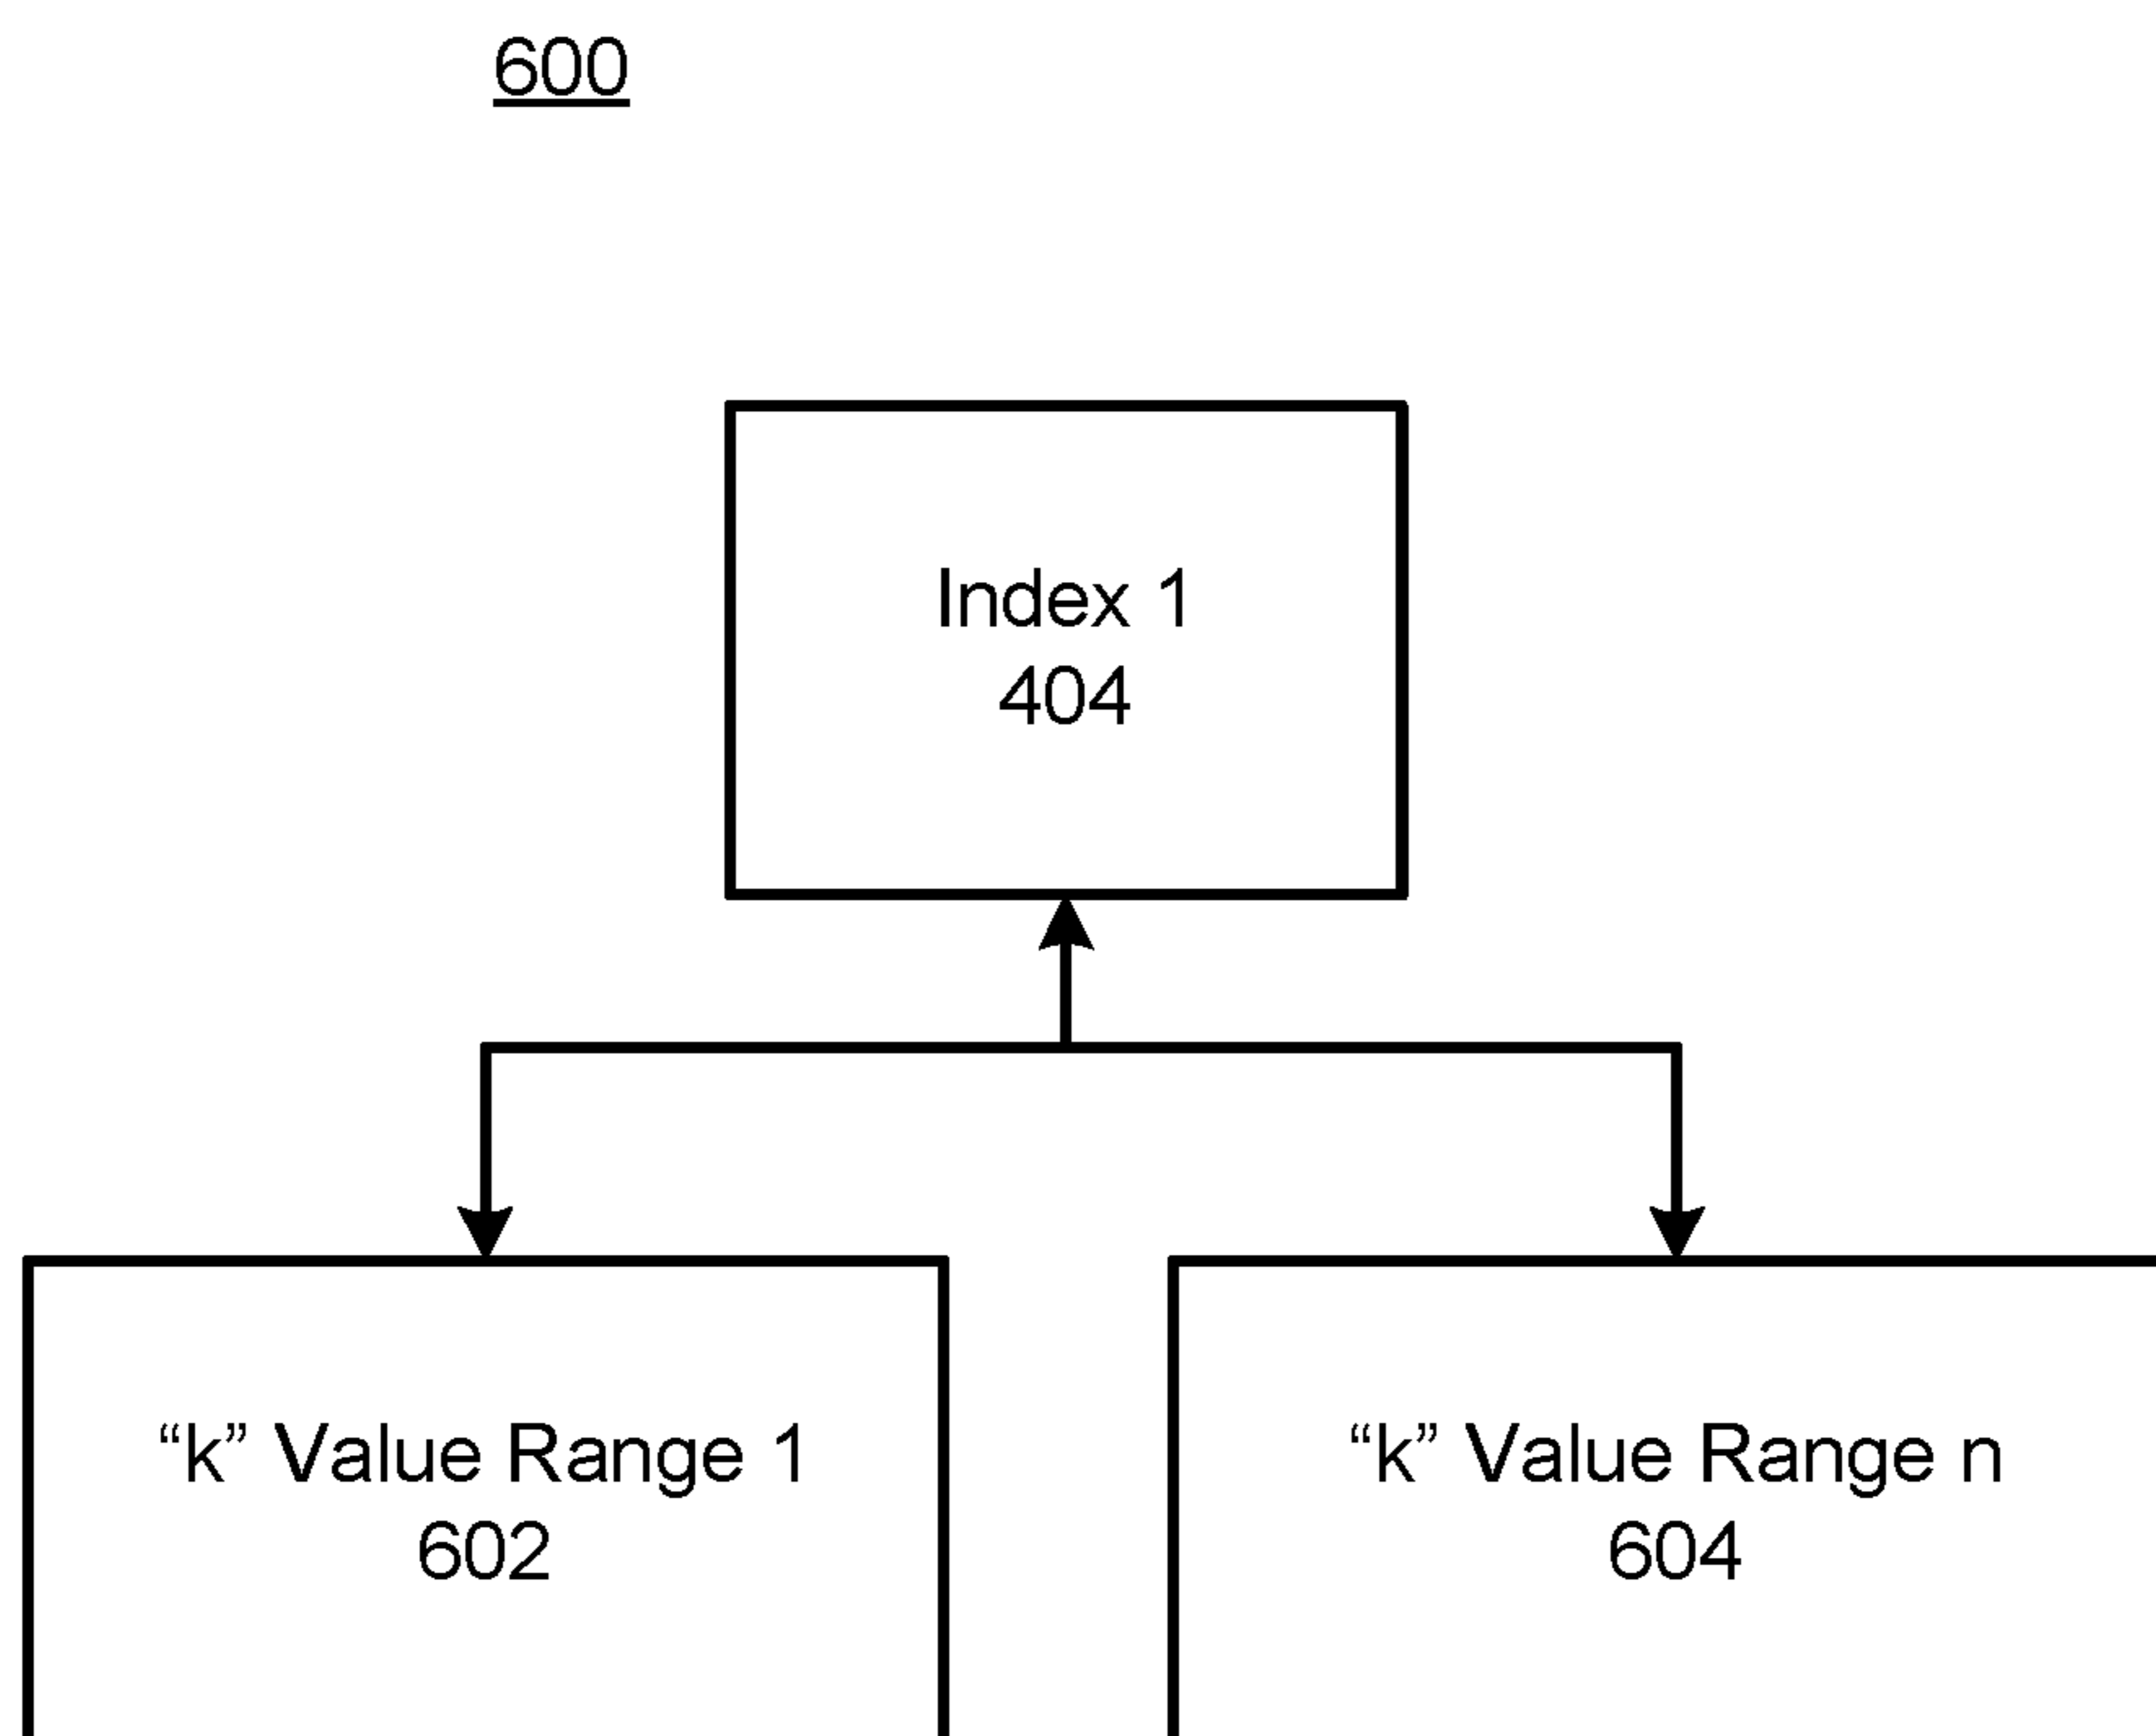 600
Index 1
404
“k” Value Range 1
602
“k” Value Range n
604